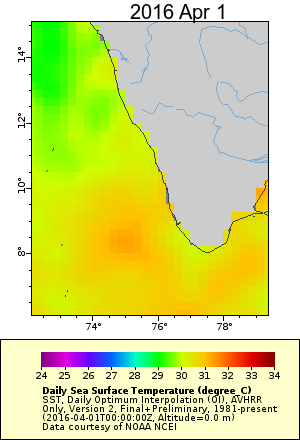 2016 Apr 1
14°
12°
10°
8°
74°
76°
78°
24 25 26 27 28 29 30 31 32 33 34
Daily Sea Surface Temperature (degree_C)
SST, Daily Optimum Interpolation (OI), AVHRR
Only, Version 2, Final+Preliminary, 1981-present
(2016-04-01T00:00:00Z, Altitude=0.0 m)
Data courtesy of NOAA NCEI